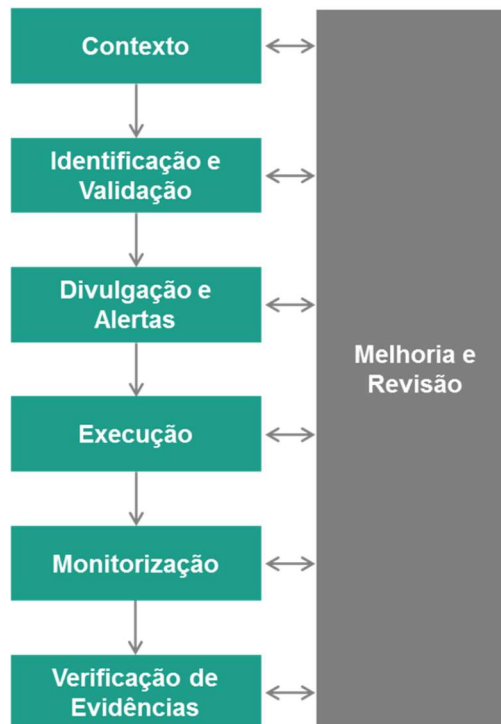 Contexto
Identificação e
Validação
Divulgação e
Alertas
Execução
Monitorização
Verificação de
Evidências
Melhoria e
Revisão